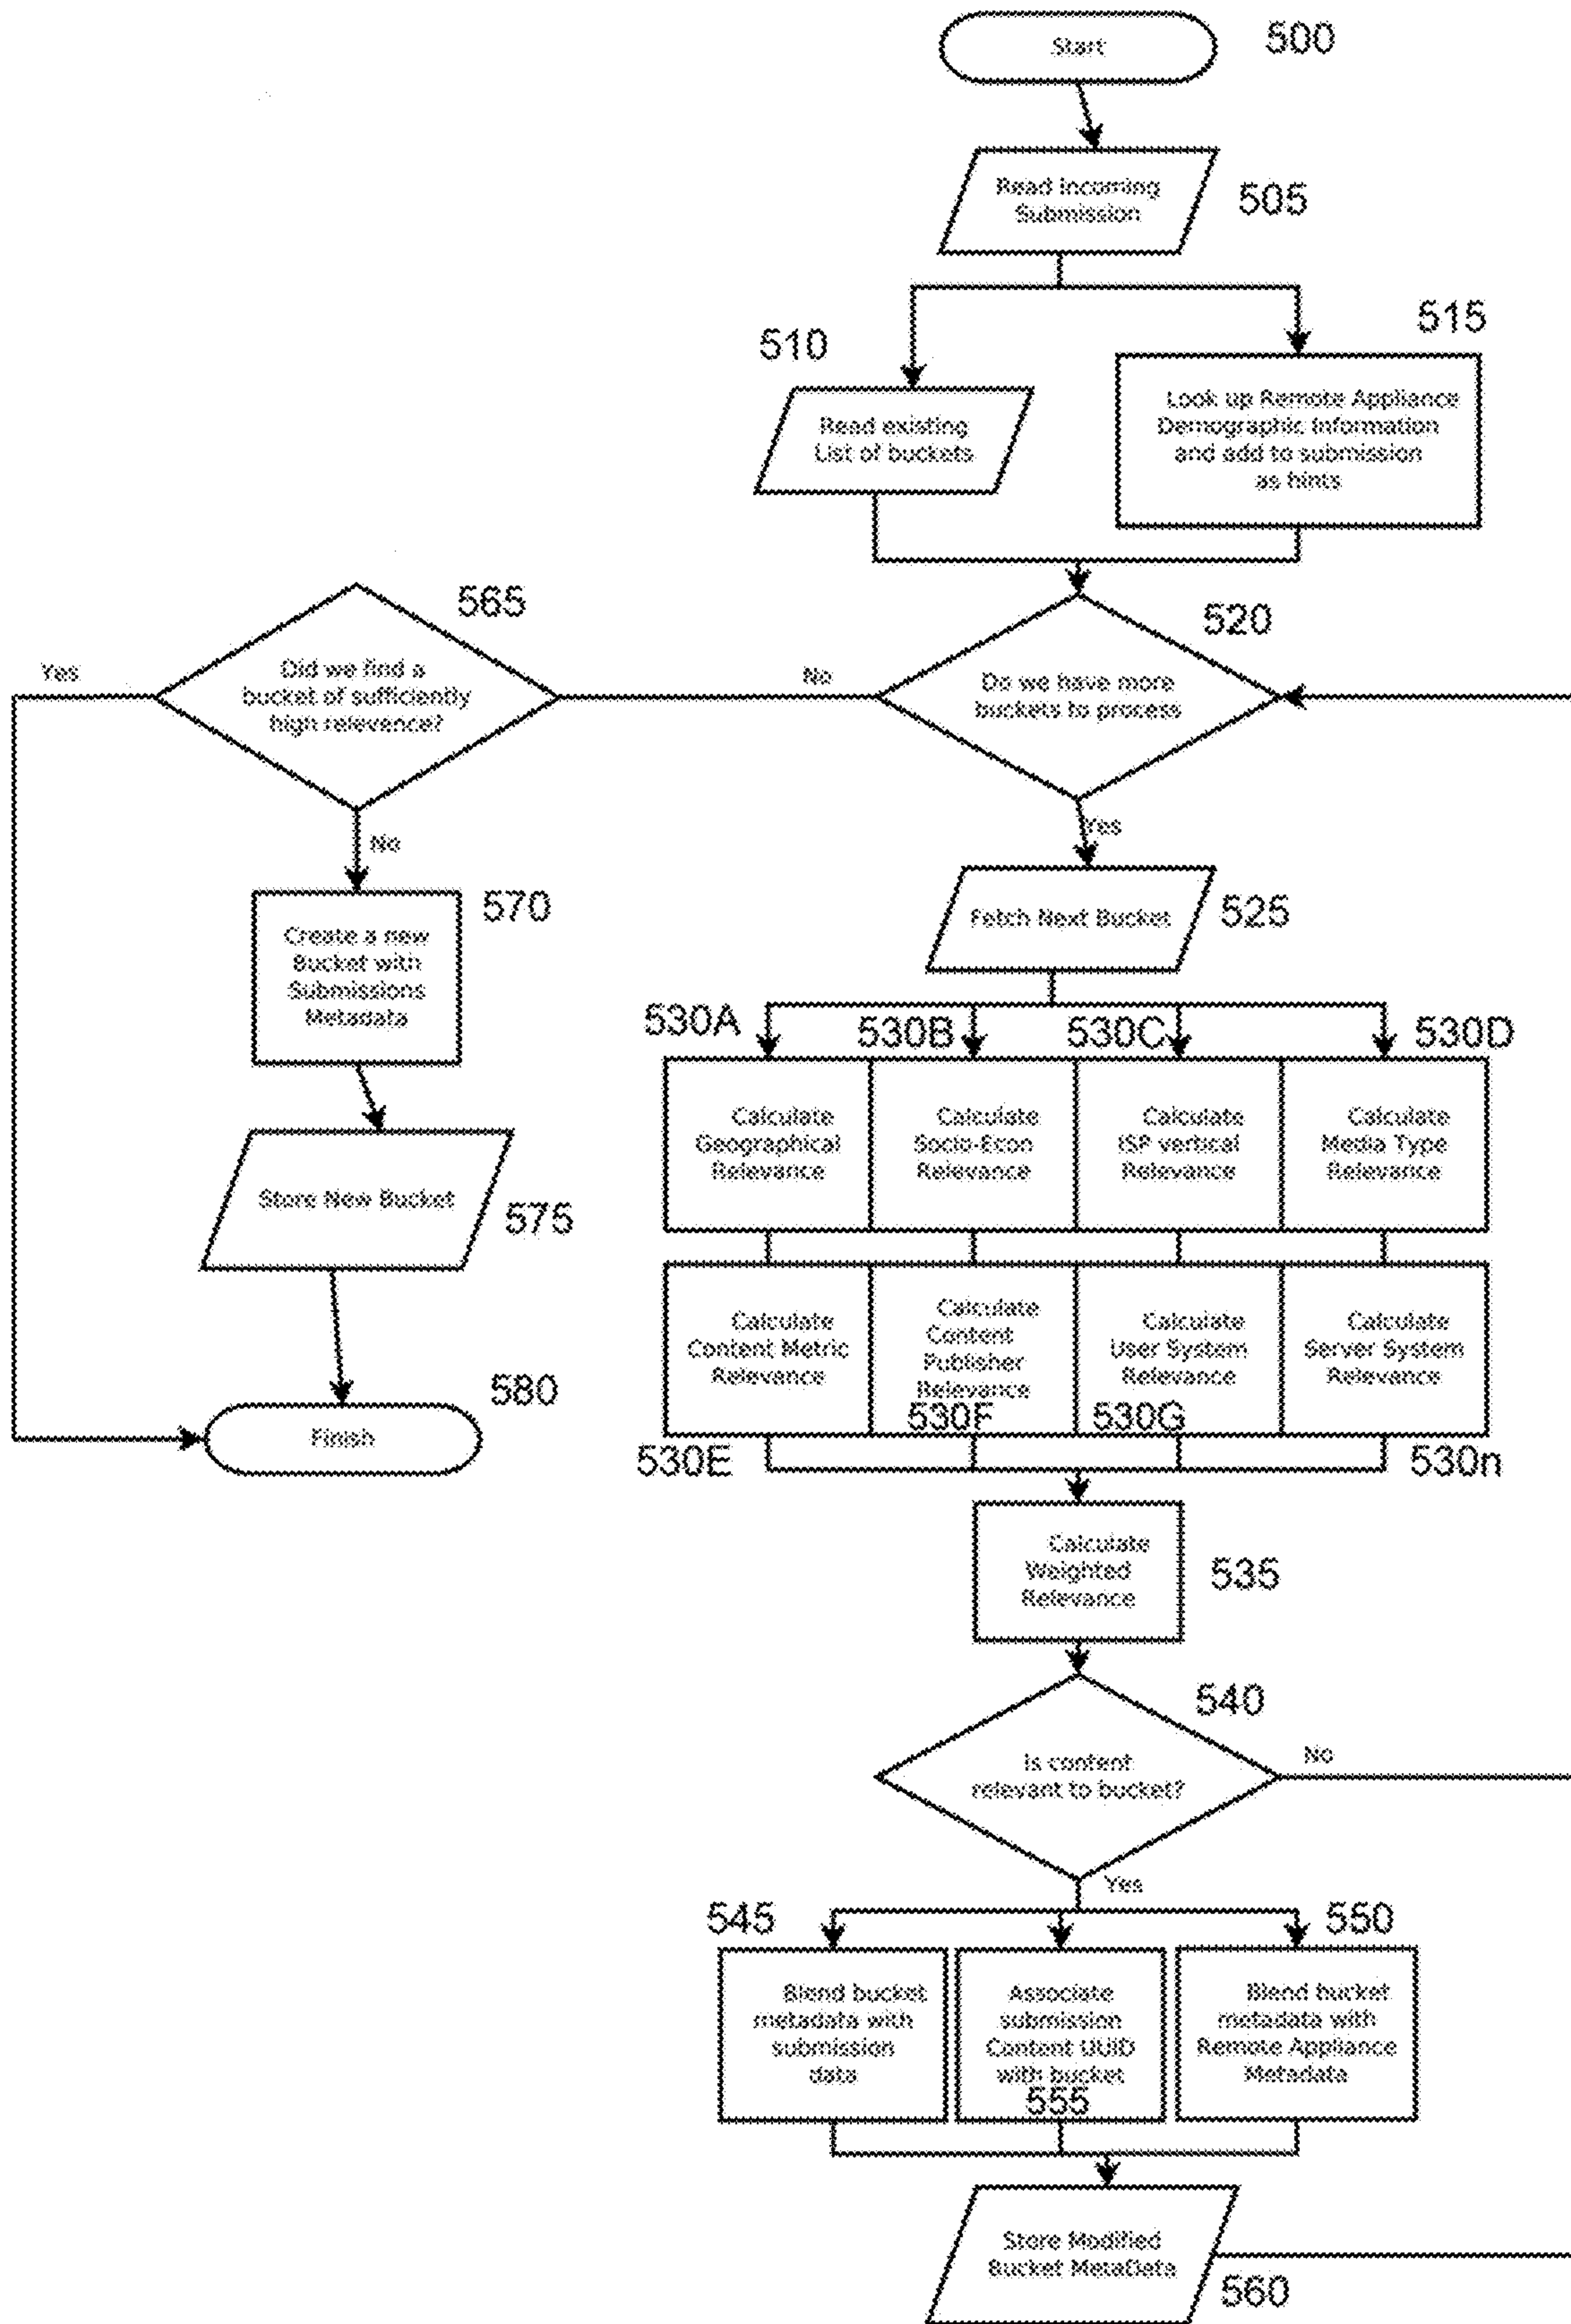 Start
500
Read Incoming
Submission
505
510
515
Read existing
List of buckets
Look up Remote Appliance
Demographic Information
and add to submission
as hints
565
520
Yes
Did we find a
bucket of sufficiently
high relevence?
No
Do we have more
buckets to process
No
Yes
570
Create a new
Bucket with
Submissions
Metadata
Fetch Next Bucket
525
530A
530B
530C
530D
Calculate
Geographical
Relevance
Calculate
Socio-Econ
Relevance
Calculate
ISP vertical
Relevance
Calculate
Media Type
Relevance
Store New Bucket
575
Calculate
Content Metric
Relevance
Calculate
Content
Publisher
Relevance
Calculate
User System
Relevance
Calculate
Server System
Relevance
580
Finish
530E
530F
530G
530n
Calculate
Weighted
Relevance
535
540
Is content
relevant to bucket?
No
Yes
545
550
Blend bucket
metadata with
submission
data
Associate
submission
Content UUID
with bucket
555
Blend bucket
metadata with
Remote Appliance
Metadata
Store Modified
Bucket MetaData
560